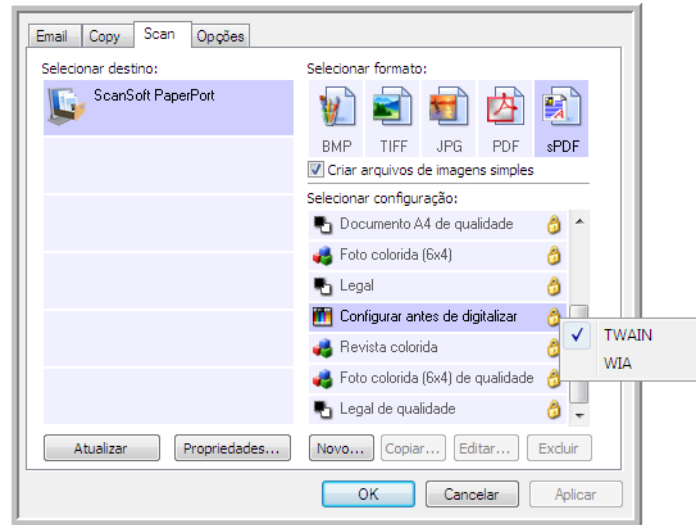 Email Copy Scan Opções
Selecionar destino:
ScanSoft PaperPort
Selecionar formato:
BMP TIFF JPG PDF sPDF
Criar arquivos de imagens simples
Selecionar configuração:
Documento A4 de qualidade
Foto colorida (6x4)
Legal
Configurar antes de digitalizar
Revista colorida
Foto colorida (6x4) de qualidade
Legal de qualidade
TWAIN
WIA
Atualizar Propriedades... Novo... Copiar... Editar... Excluir
OK Cancelar Aplicar